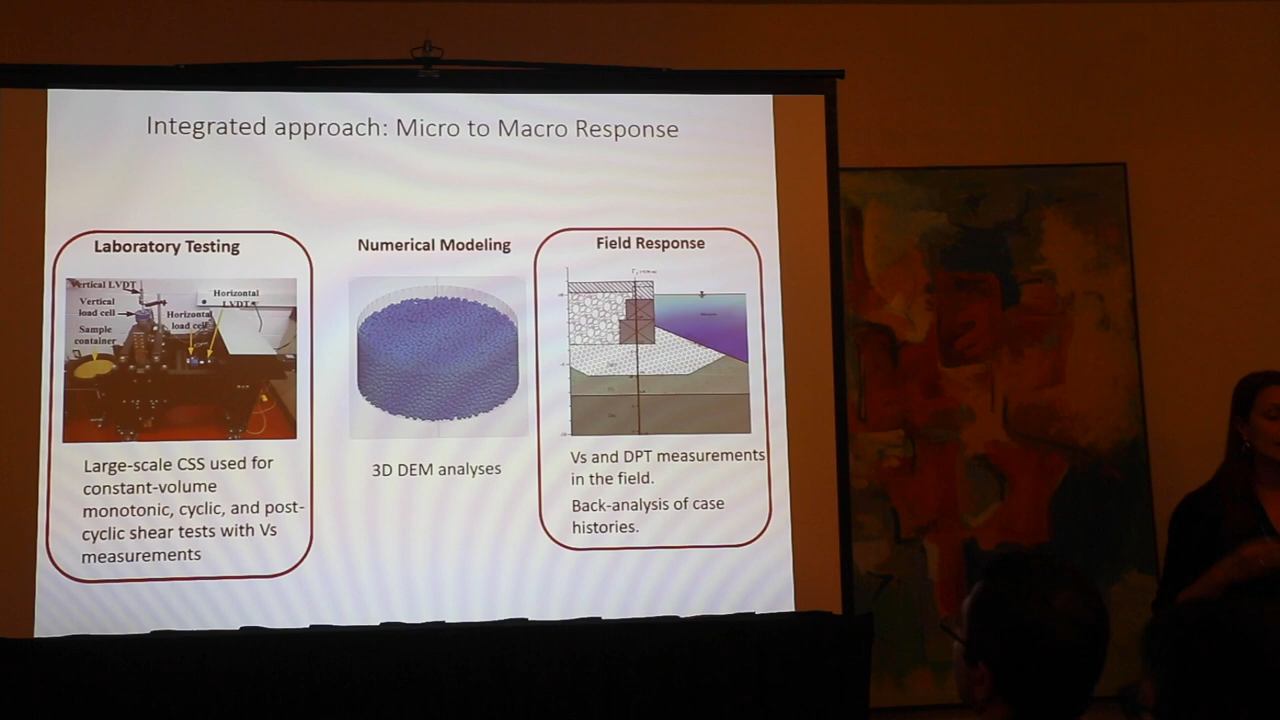 Integrated approach: Micro to Macro Response
Laboratory Testing
Vertical LVDT
Vertical
load cell
Sample
container
Horizontal
load cell
Horizontal
LVDT
Large-scale CSS used for
constant-volume
monotonic, cyclic, and post-
cyclic shear tests with Vs
measurements
Numerical Modeling
3D DEM analyses
Field Response
Vs and DPT measurements
in the field.
Back-analysis of case
histories.